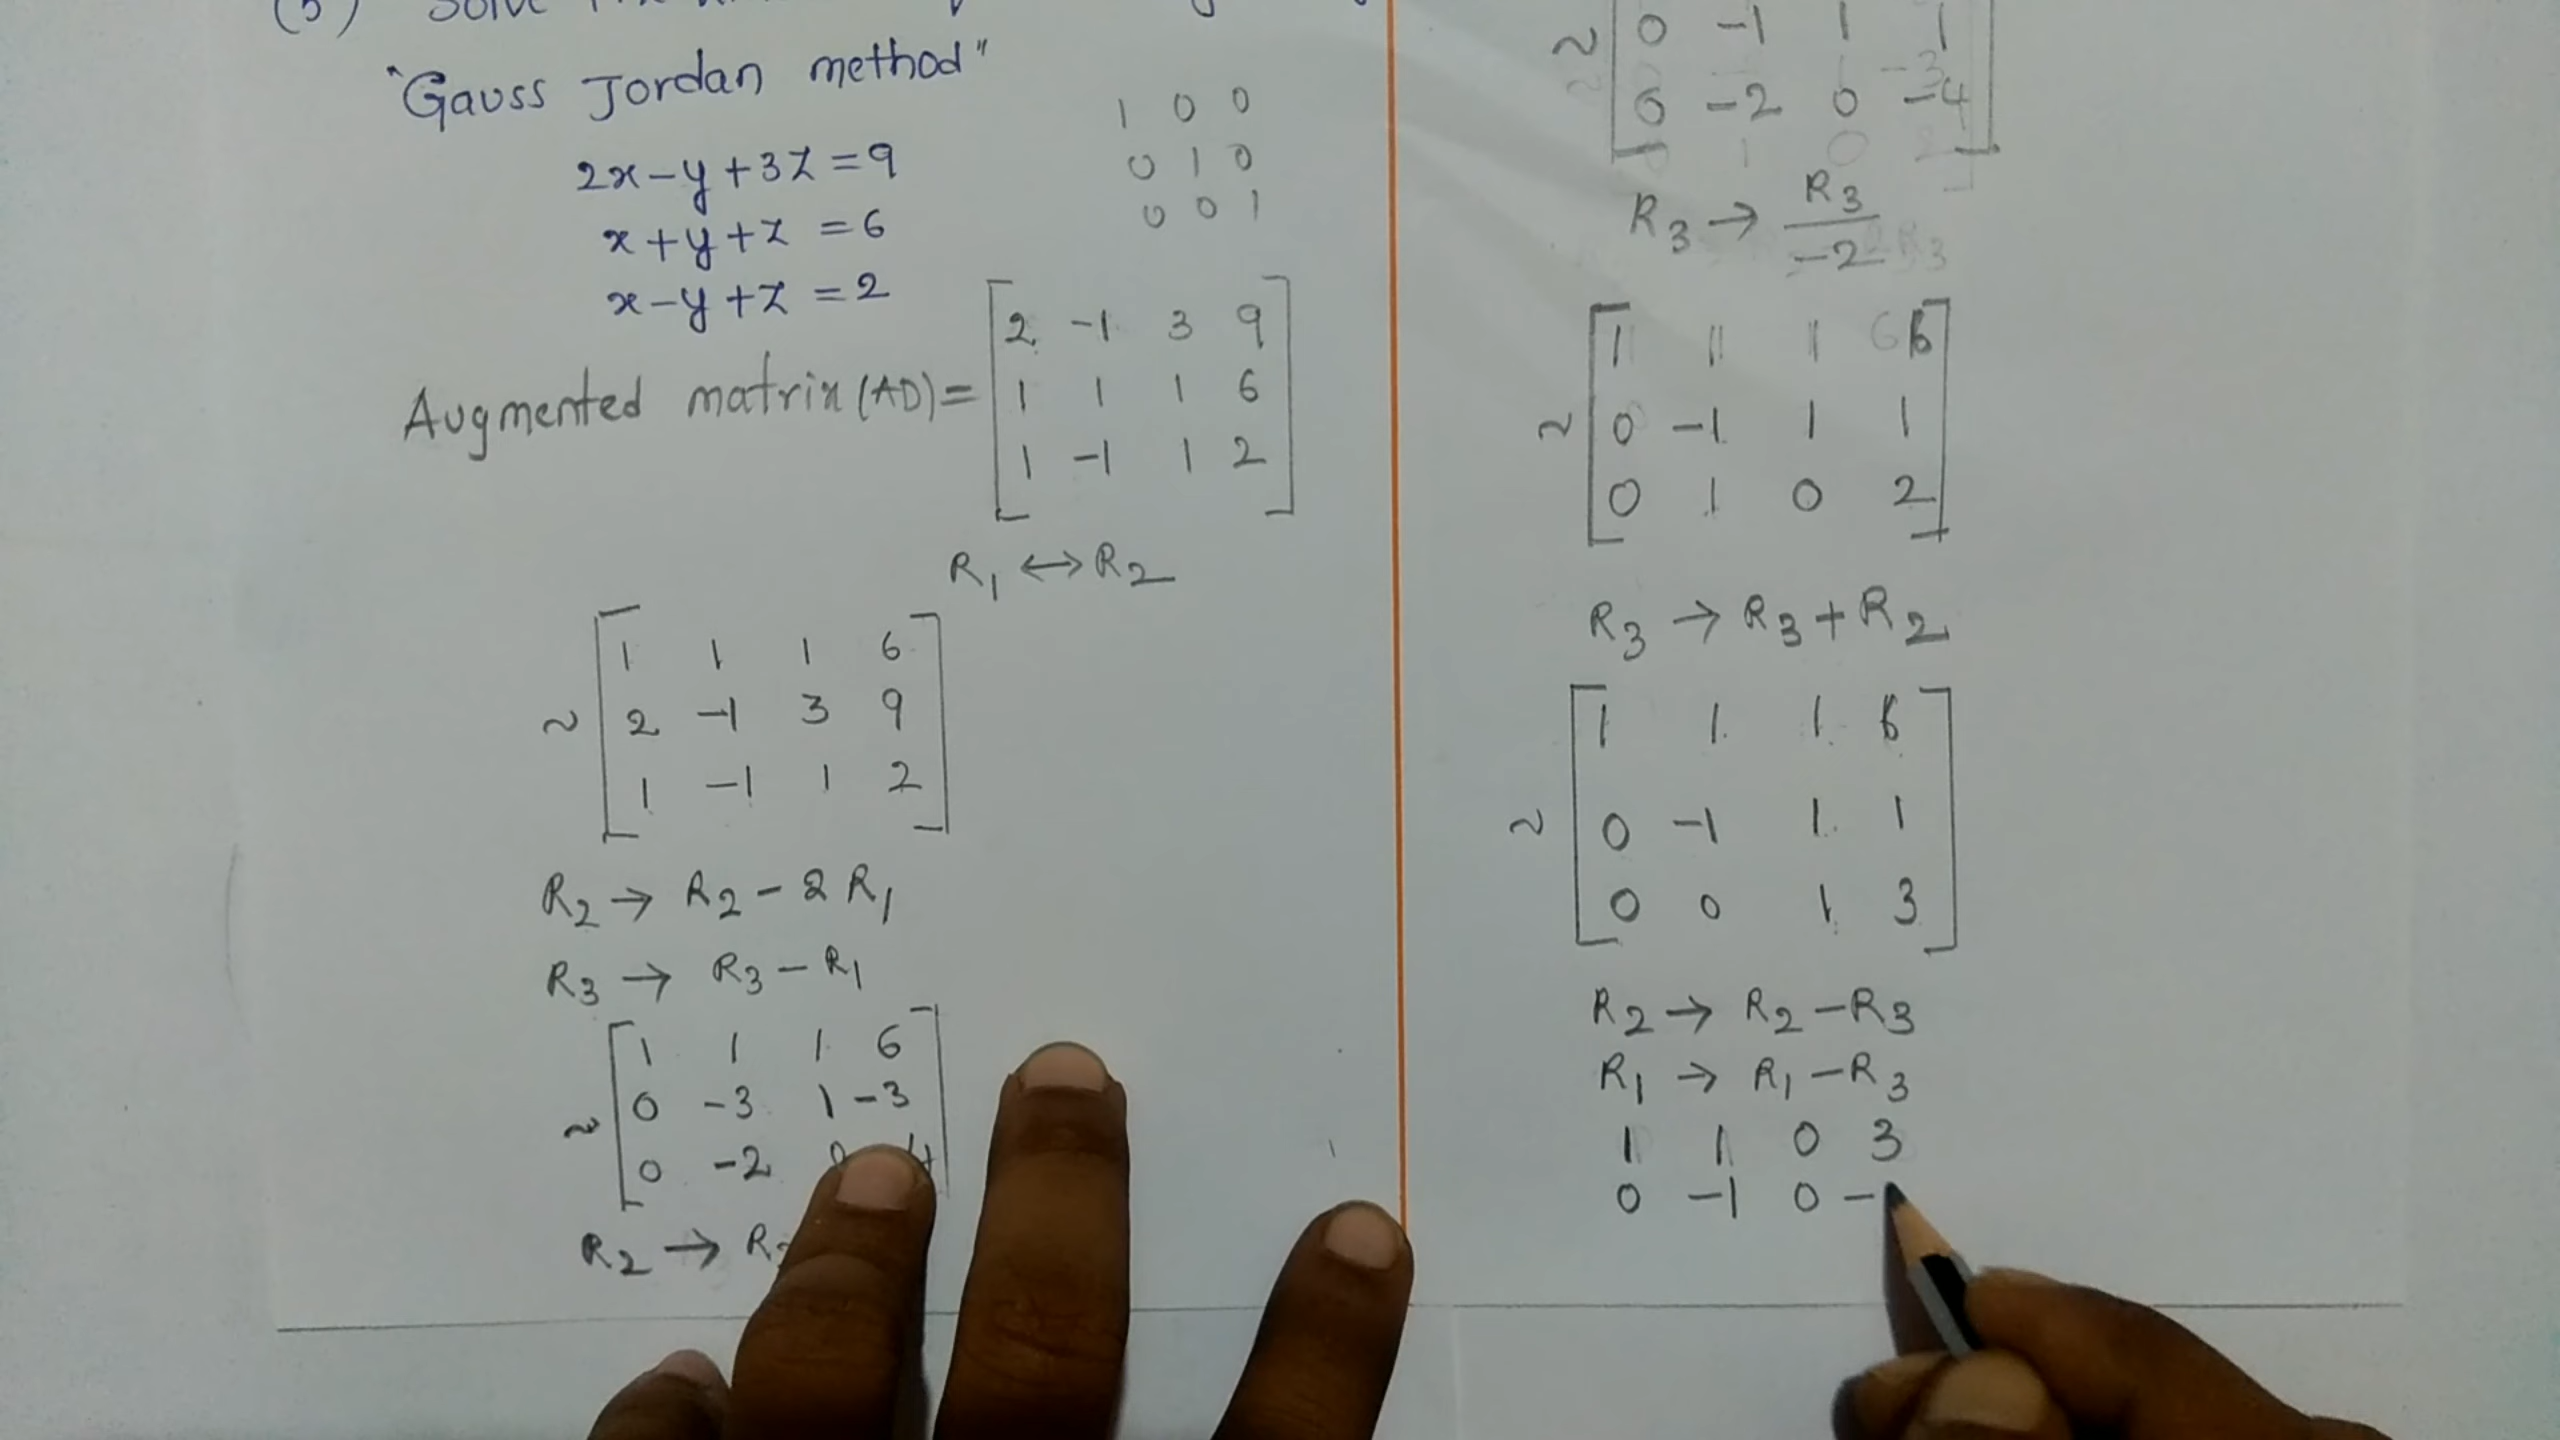 (5) Solve
"Gauss Jordan method"
2x-y+3z=9
x+y+z=6
x-y+z=2
1 0 0
0 1 0
0 0 1
Augmented matrix (AD)=
2 -1 3 9
1 1 1 6
1 -1 1 2
R1 ↔ R2
~
1 1 1 6
2 -1 3 9
1 -1 1 2
R2 → R2 - 2 R1
R3 → R3 - R1
~
1 1 1 6
0 -3 1 -3
0 -2
R2 →
~
0 -1 1 1
0 -2 0 -4
R3 → R3/-2
~
1 1 1 6
0 -1 1 1
0 1 0 2
R3 → R3 + R2
~
1 1 1 6
0 -1 1 1
0 0 1 3
R2 → R2 - R3
R1 → R1 - R3
1 1 0 3
0 -1 0 -